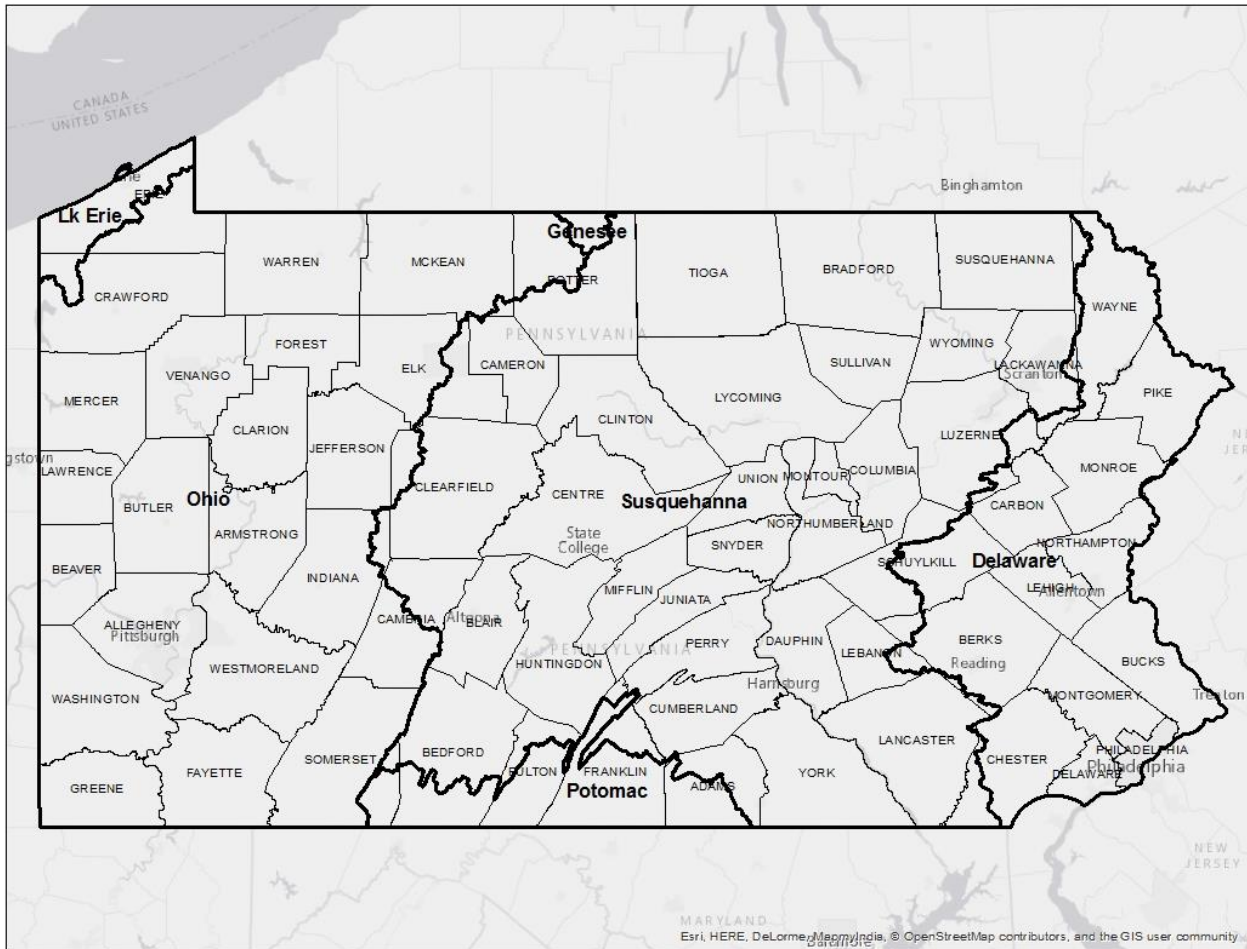 CANADA
UNITED STATES
Binghamton
ERIE
Lk Erie
Genesee
WARREN
MCKEAN
POTTER
TIOGA
BRADFORD
SUSQUEHANNA
CRAWFORD
WAYNE
PENNSYLVANIA
FOREST
WYOMING
ELK
CAMERON
SULLIVAN
LACKAWANNA
Scranton
VENANGO
MERCER
LYCOMING
PIKE
CLINTON
CLARION
LUZERNE
JEFFERSON
LAWRENCE
MONROE
COLUMBIA
UNION
MONTOUR
CLEARFIELD
CENTRE
Ohio
Susquehanna
BUTLER
CARBON
NORTHUMBERLAND
ARMSTRONG
State
College
SNYDER
NORTHAMPTON
SCHUYLKILL
Delaware
BEAVER
INDIANA
MIFFLIN
LEHIGH
Allentown
JUNIATA
CAMBRIA
Altoona
BLAIR
ALLEGHENY
Pittsburgh
PERRY
DAUPHIN
BERKS
PENNSYLVANIA
LEBANON
Reading
HUNTINGDON
BUCKS
WESTMORELAND
Harrisburg
WASHINGTON
MONTGOMERY
Trenton
CUMBERLAND
LANCASTER
BEDFORD
PHILADELPHIA
Philadelphia
SOMERSET
CHESTER
FAYETTE
FULTON
FRANKLIN
YORK
DELAWARE
GREENE
Potomac
ADAMS
NEW
JERSEY
MARYLAND
Baltimore
Esri, HERE, DeLorme, MapmyIndia, © OpenStreetMap contributors, and the GIS user community